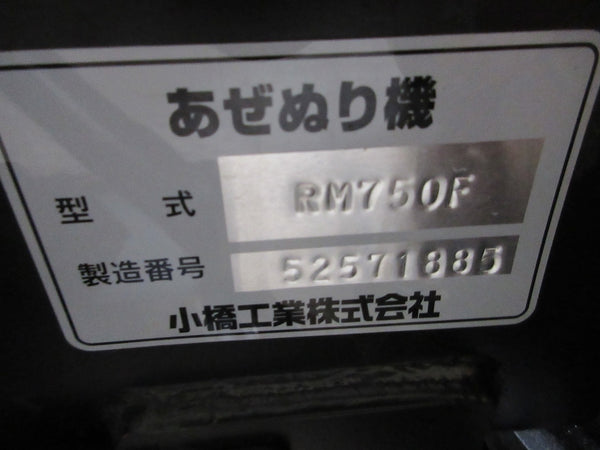 あぜぬり機
型 式 RM750F
製造番号 52571885
小橋工業株式会社